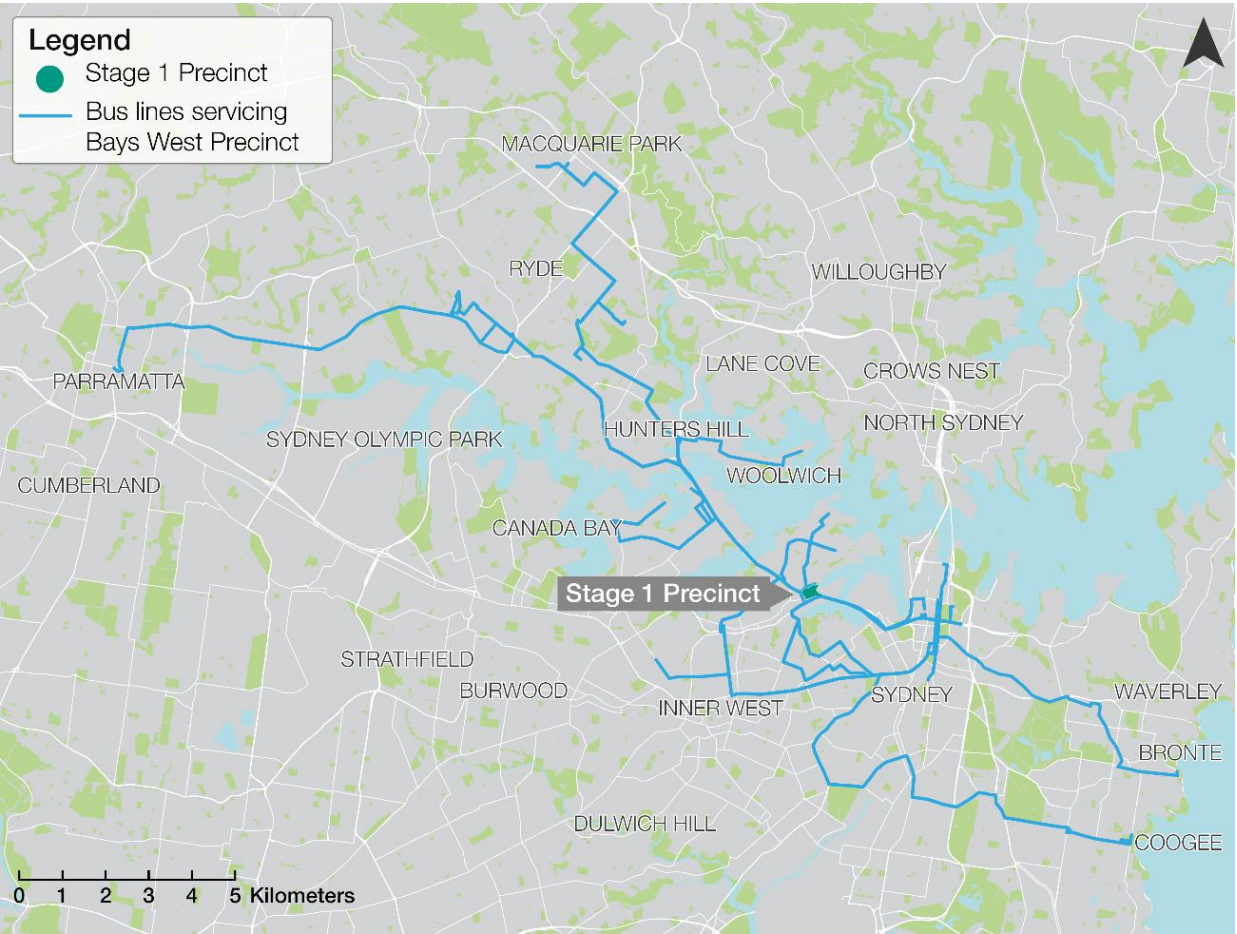 Legend
Stage 1 Precinct
Bus lines servicing
Bays West Precinct
MACQUARIE PARK
RYDE
WILLOUGHBY
LANE COVE
CROWS NEST
PARRAMATTA
NORTH SYDNEY
HUNTERS HILL
SYDNEY OLYMPIC PARK
WOOLWICH
CUMBERLAND
CANADA BAY
Stage 1 Precinct
STRATHFIELD
BURWOOD
WAVERLEY
SYDNEY
INNER WEST
BRONTE
DULWICH HILL
COOGEE
0 1 2 3 4 5 Kilometers